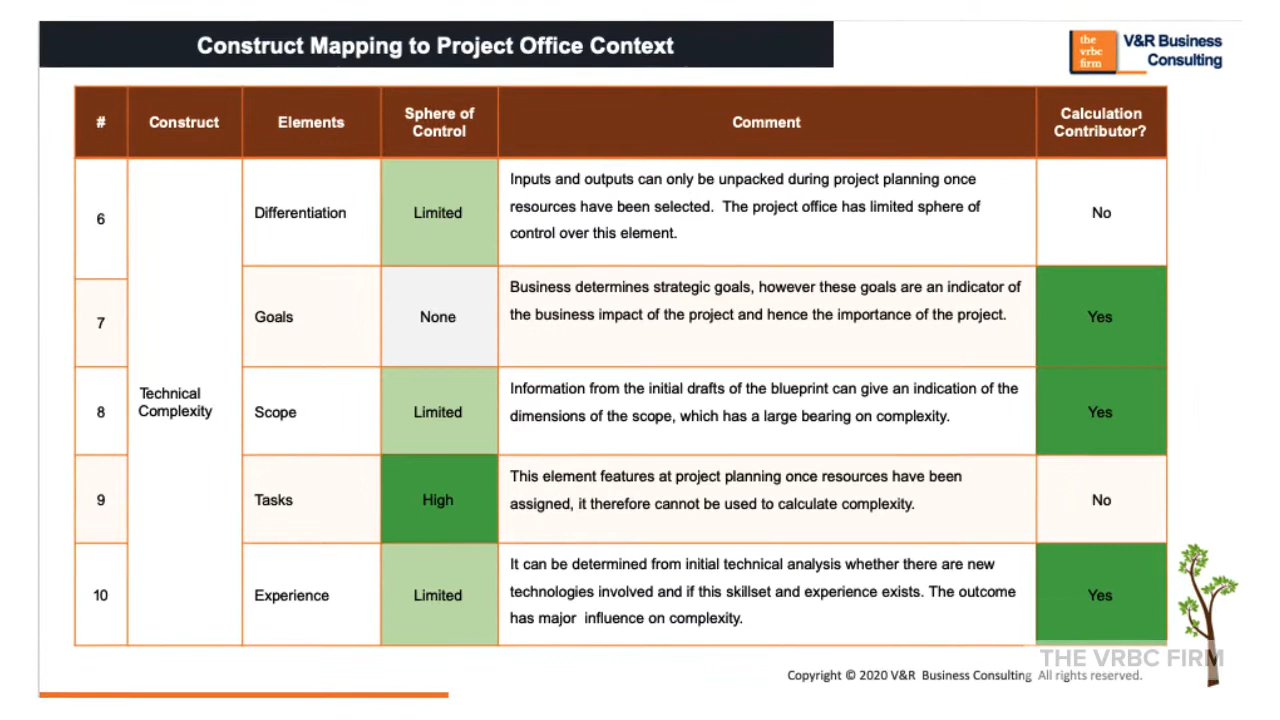 Construct Mapping to Project Office Context
the
vrbc
firm
V&R Business
Consulting
#
Construct
Elements
Sphere of
Control
Comment
Calculation
Contributor?
6
Differentiation
Limited
Inputs and outputs can only be unpacked during project planning once
resources have been selected.  The project office has limited sphere of
control over this element.
No
7
Goals
None
Business determines strategic goals, however these goals are an indicator of
the business impact of the project and hence the importance of the project.
Yes
Technical
Complexity
8
Scope
Limited
Information from the initial drafts of the blueprint can give an indication of the
dimensions of the scope, which has a large bearing on complexity.
Yes
9
Tasks
High
This element features at project planning once resources have been
assigned, it therefore cannot be used to calculate complexity.
No
10
Experience
Limited
It can be determined from initial technical analysis whether there are new
technologies involved and if this skillset and experience exists. The outcome
has major  influence on complexity.
Yes
THE VRBC FIRM
Copyright © 2020 V&R  Business Consulting  All rights reserved.